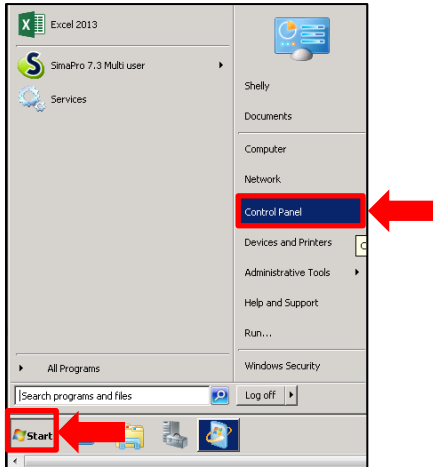 Excel 2013
SimaPro 7.3 Multi user
Services
All Programs
Search programs and files
Shelly
Documents
Computer
Network
Control Panel
Devices and Printers
Administrative Tools
Help and Support
Run...
Windows Security
Log off
Start